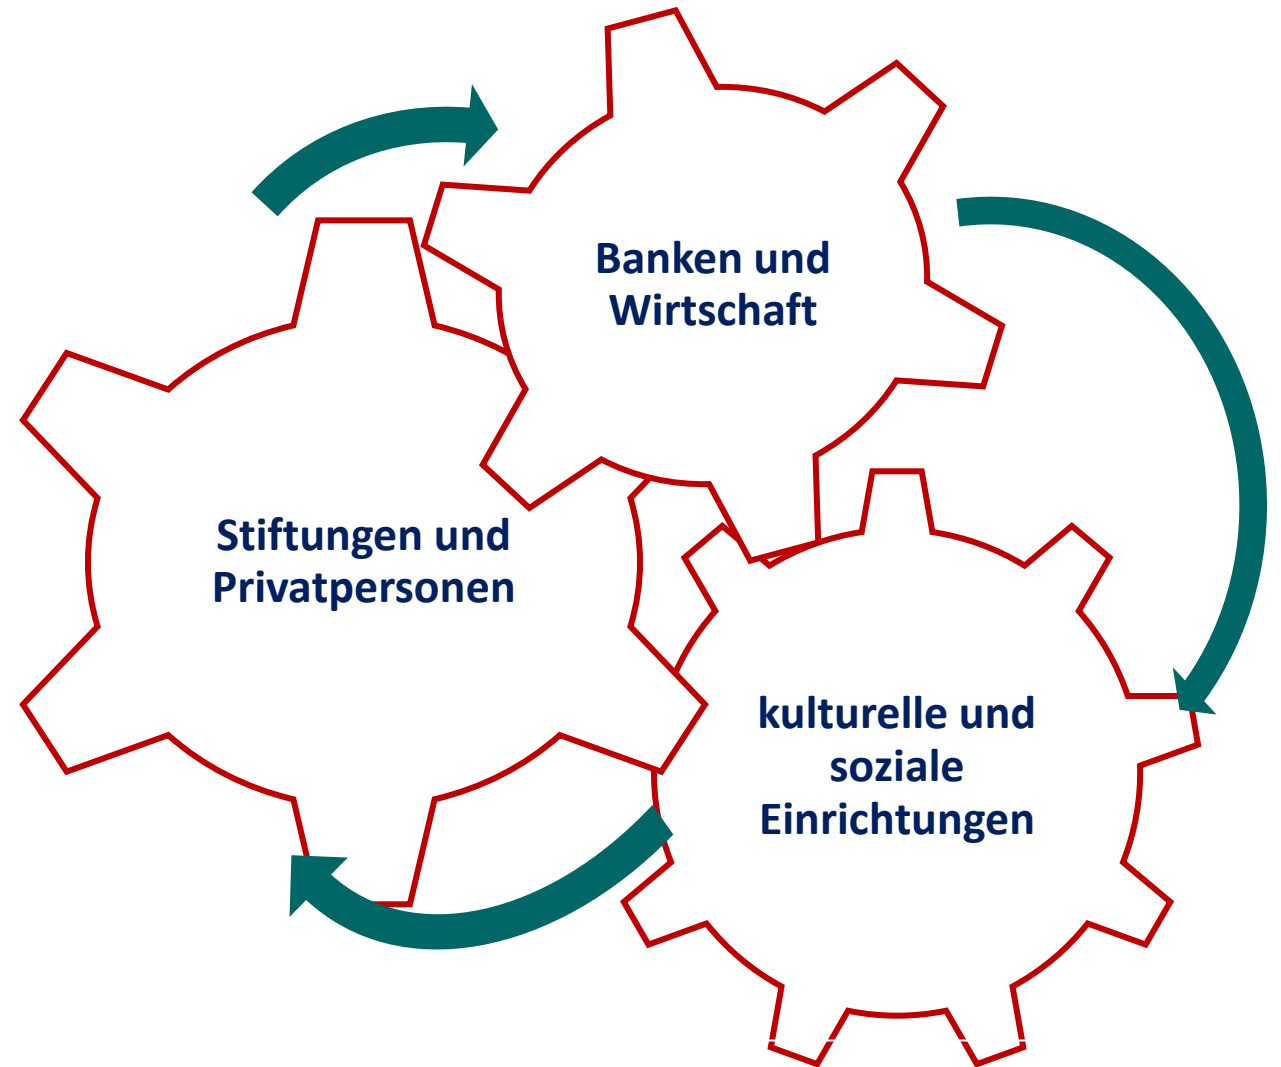 Banken und
Wirtschaft
Stiftungen und
Privatpersonen
kulturelle und
soziale
Einrichtungen